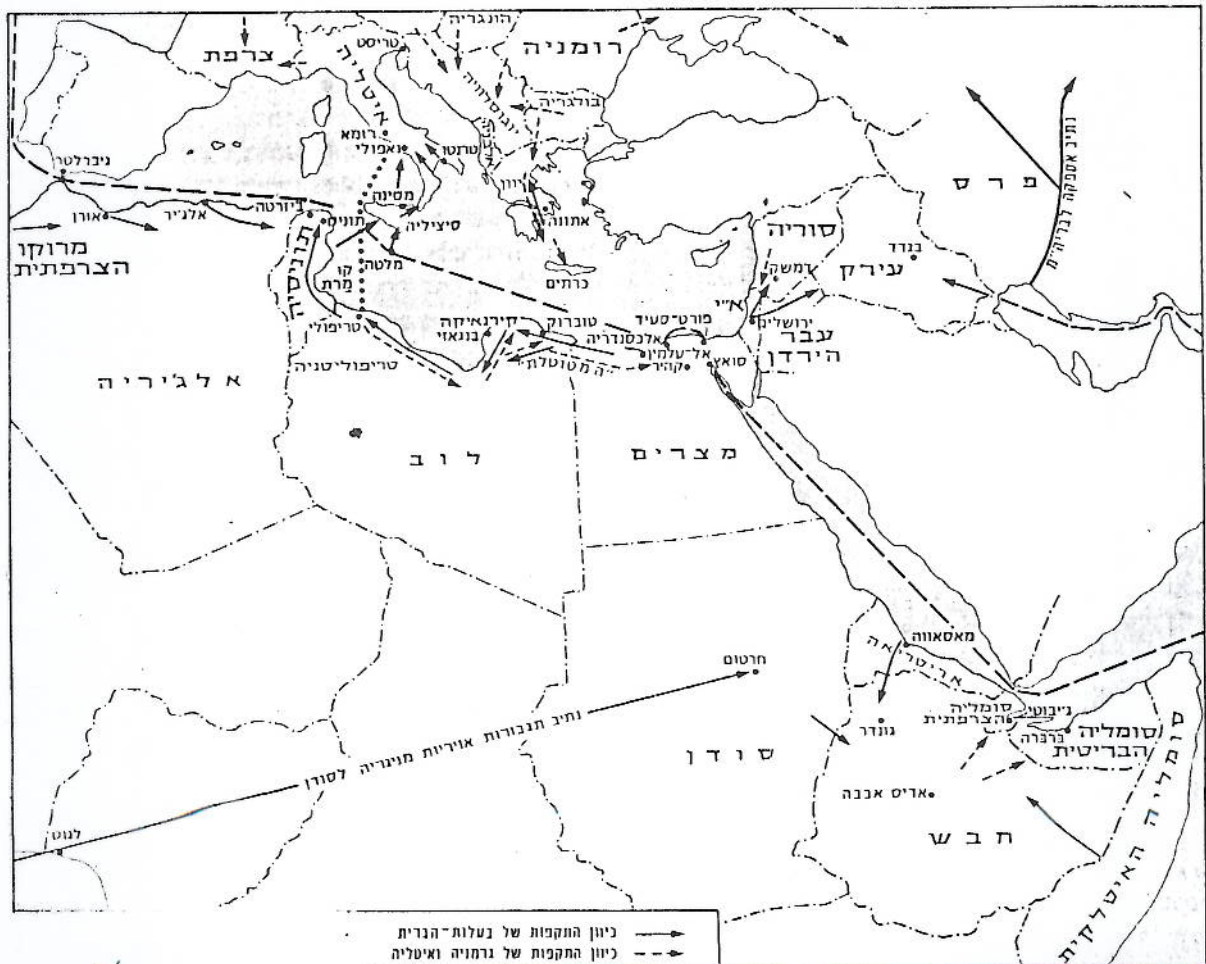 הונגריה
רומניה
צרפת
טריסט
איטליה
יוגוסלוויה
בולגריה
רומא
נאפולי
טרנטו
גיברלטר
יוון
אתונה
מסינה
סיציליה
ביזרטה
תוניס
אלג'יר
אורן
מרוקו
הצרפתית
תוניסיה
קו
מרת
מלטה
כרתים
פרס
נתיב אספקה לבריה"מ
סוריה
דמשק
בגדד
עירק
א"י
ירושלים
עבר
הירדן
פורט-סעיד
אלכסנדריה
אל-עלמין
סואץ
קהיר
טוברוק
קירנאיקה
בנגאזי
"המטוטלת"
טריפולי
טריפוליטניה
אלג'יריה
לוב
מצרים
מאסאווה
אריטריאה
חרטום
נתיב תגבורות אויריות מניגריה לסודן
לגוס
סודן
גונדר
סומליה
הצרפתית
ג'יבוטי
ברברה
סומליה
הבריטית
אדיס אבבה
חבש
סומליה האיטלקית
כיוון התקפות של בעלות-הברית
כיוון התקפות של גרמניה ואיטליה